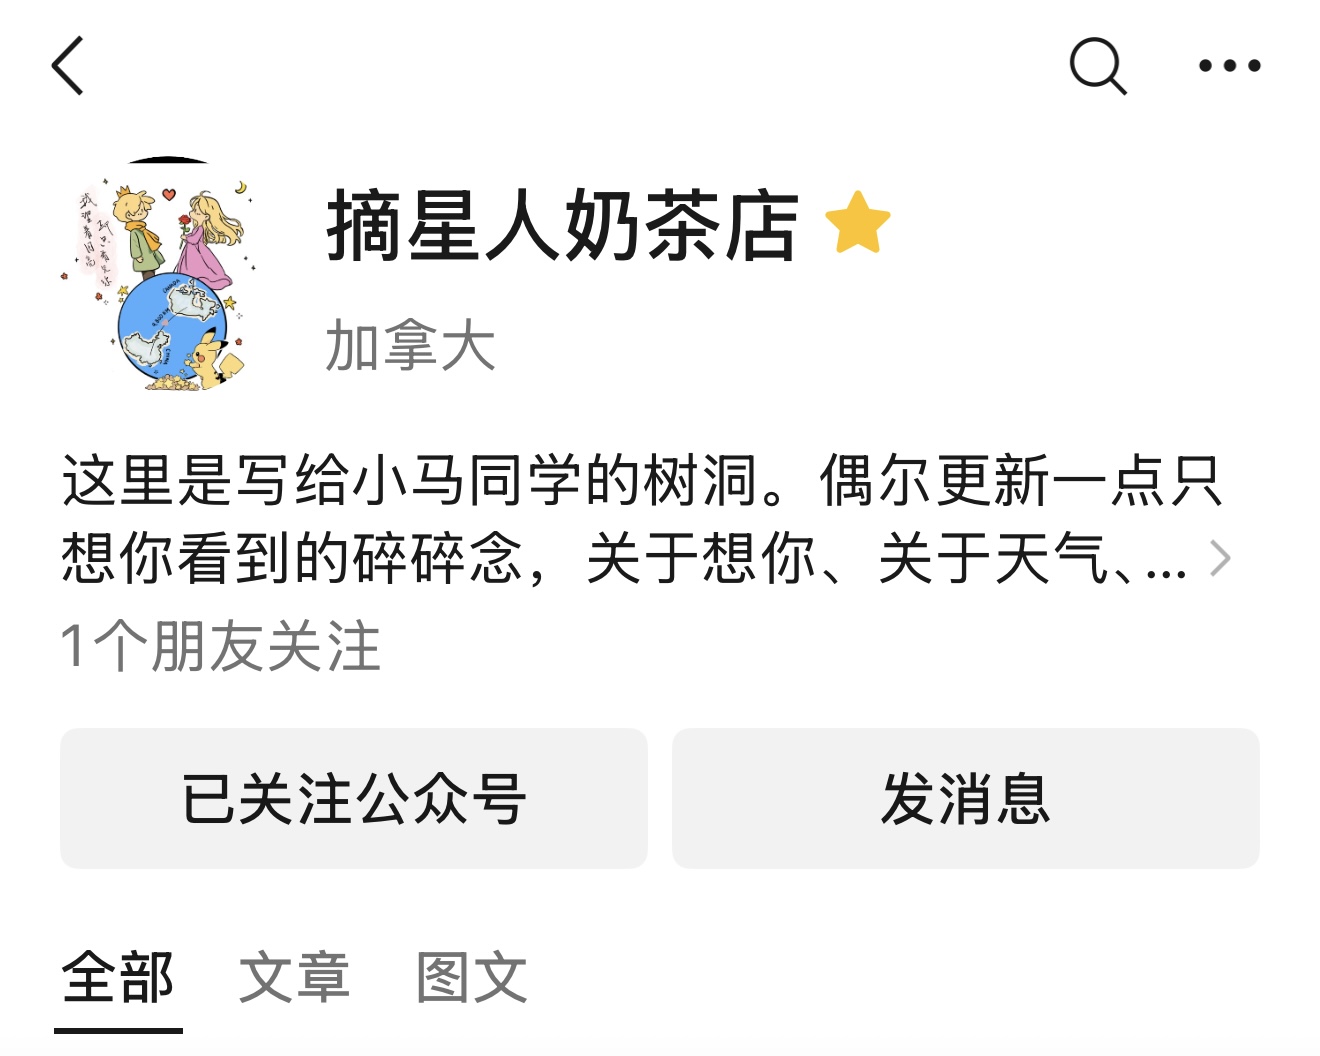 摘星人奶茶店
加拿大
这里是写给小马同学的树洞。偶尔更新一点只
想你看到的碎碎念，关于想你、关于天气、...
1个朋友关注
已关注公众号
发消息
全部
文章
图文